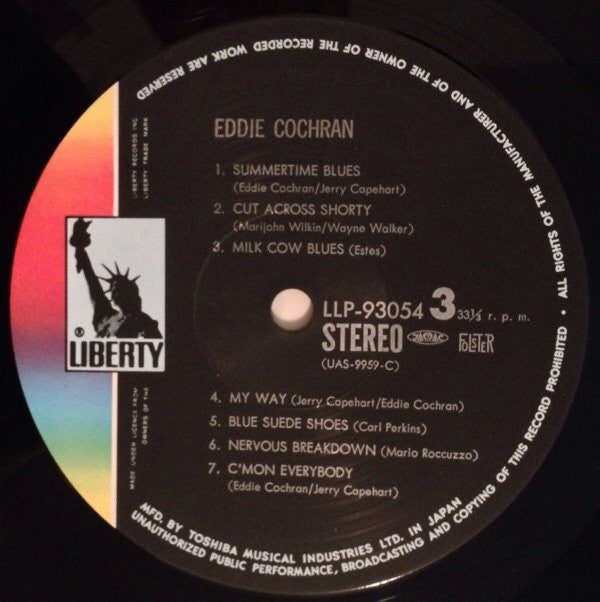 EDDIE COCHRAN
1. SUMMERTIME BLUES
(Eddie Cochran/Jerry Capehart)
2. CUT ACROSS SHORTY
(Marijohn Wilkin/Wayne Walker)
3. MILK COW BLUES (Estes)
LLP-93054 3 33⅓ r. p. m.
STEREO JASRAC FOLSTER
(UAS-9959-C)
4. MY WAY (Jerry Capehart/Eddie Cochran)
5. BLUE SUEDE SHOES (Carl Perkins)
6. NERVOUS BREAKDOWN (Mario Roccuzzo)
7. C'MON EVERYBODY
(Eddie Cochran/Jerry Capehart)
LIBERTY RECORDS INC.
LIBERTY TRADE MARK
®
LIBERTY
MADE UNDER LICENCE FROM
OWNERS OF THE
MFD. BY TOSHIBA MUSICAL INDUSTRIES LTD. IN JAPAN
UNAUTHORIZED PUBLIC PERFORMANCE, BROADCASTING AND COPYING OF THIS RECORD PROHIBITED • ALL RIGHTS OF THE MANUFACTURER AND OF THE OWNER OF THE RECORDED WORK ARE RESERVED